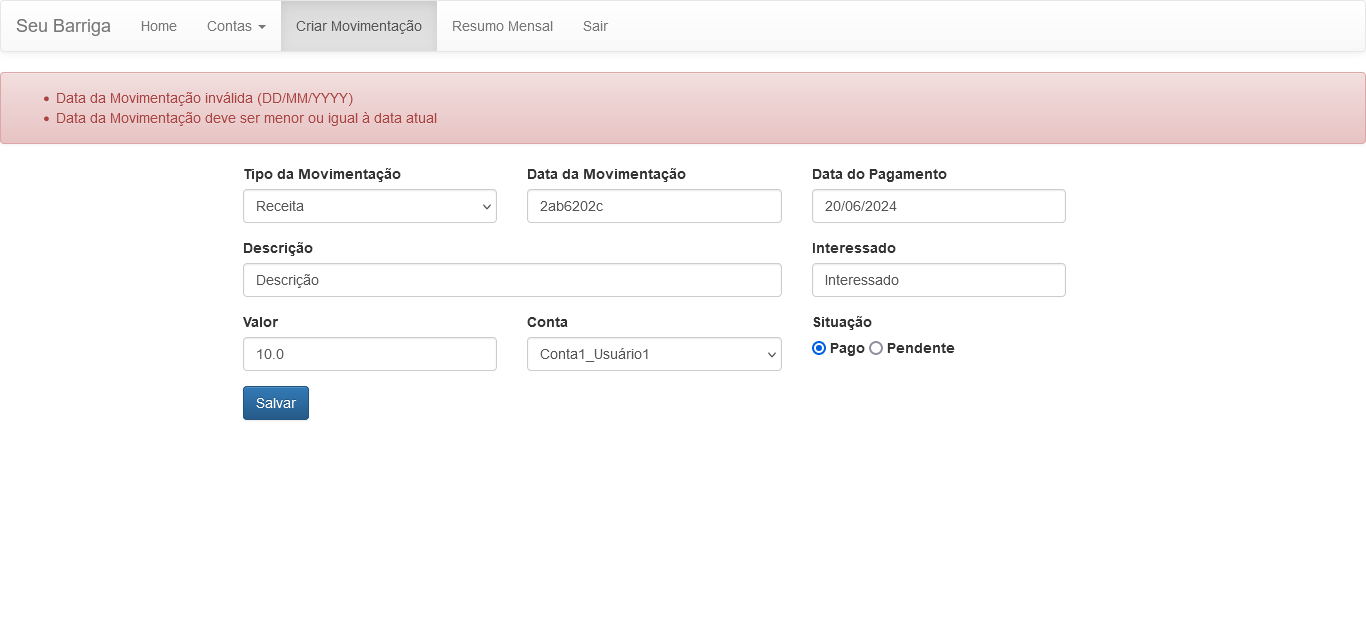 Seu Barriga Home Contas Criar Movimentação Resumo Mensal Sair
Data da Movimentação inválida (DD/MM/YYYY)
Data da Movimentação deve ser menor ou igual à data atual
Tipo da Movimentação Data da Movimentação Data do Pagamento
Receita 2ab6202c 20/06/2024
Descrição Interessado
Descrição Interessado
Valor Conta Situação
10.0 Conta1_Usuário1 Pago Pendente
Salvar